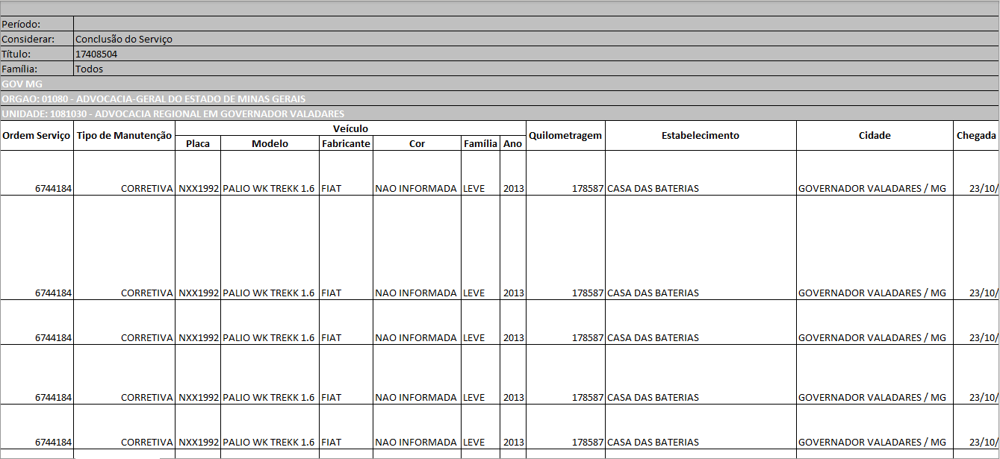 Período:
Considerar: Conclusão do Serviço
Título: 17408504
Família: Todos
GOV MG
ORGAO: 01080 - ADVOCACIA-GERAL DO ESTADO DE MINAS GERAIS
UNIDADE: 1081030 - ADVOCACIA REGIONAL EM GOVERNADOR VALADARES
Ordem Serviço Tipo de Manutenção Veículo Quilometragem Estabelecimento Cidade Chegada
Placa Modelo Fabricante Cor Família Ano
6744184 CORRETIVA NXX1992 PALIO WK TREKK 1.6 FIAT NAO INFORMADA LEVE 2013 178587 CASA DAS BATERIAS GOVERNADOR VALADARES / MG 23/10/
6744184 CORRETIVA NXX1992 PALIO WK TREKK 1.6 FIAT NAO INFORMADA LEVE 2013 178587 CASA DAS BATERIAS GOVERNADOR VALADARES / MG 23/10/
6744184 CORRETIVA NXX1992 PALIO WK TREKK 1.6 FIAT NAO INFORMADA LEVE 2013 178587 CASA DAS BATERIAS GOVERNADOR VALADARES / MG 23/10/
6744184 CORRETIVA NXX1992 PALIO WK TREKK 1.6 FIAT NAO INFORMADA LEVE 2013 178587 CASA DAS BATERIAS GOVERNADOR VALADARES / MG 23/10/
6744184 CORRETIVA NXX1992 PALIO WK TREKK 1.6 FIAT NAO INFORMADA LEVE 2013 178587 CASA DAS BATERIAS GOVERNADOR VALADARES / MG 23/10/